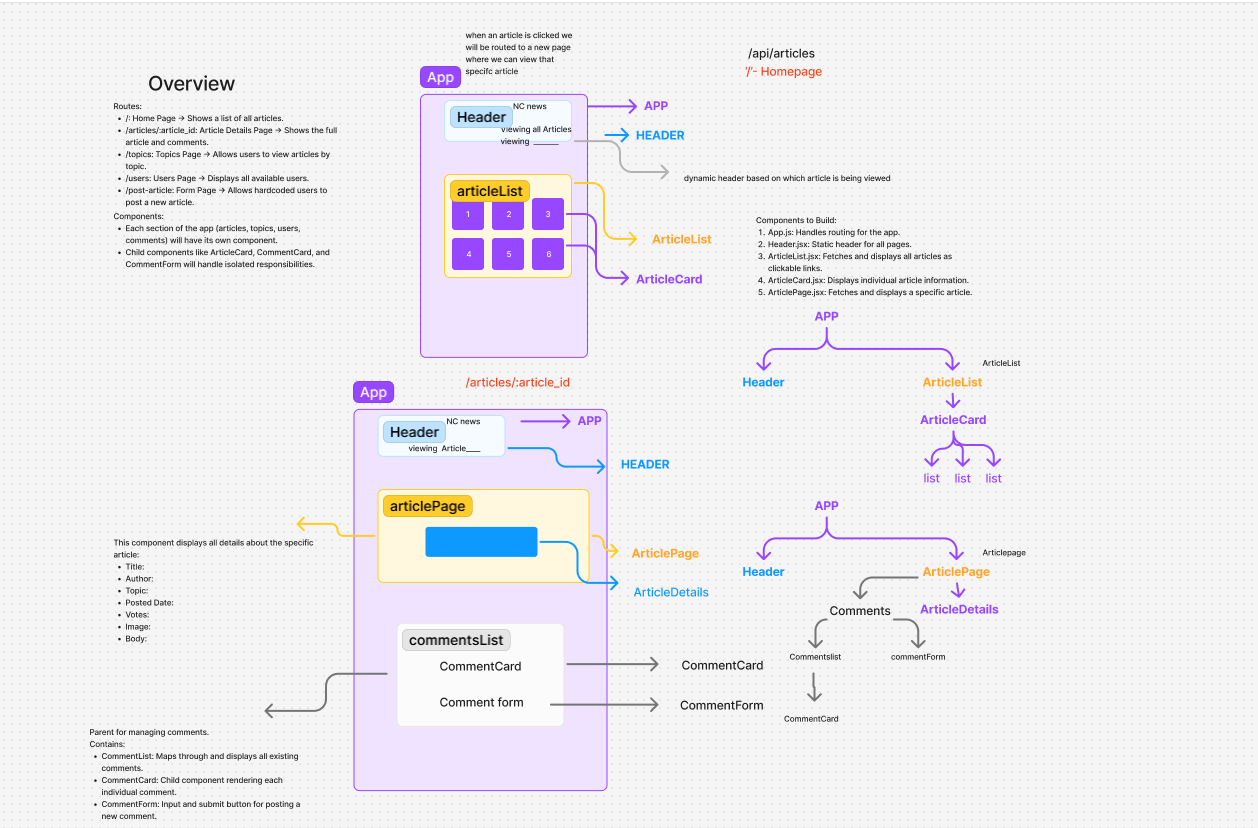 Overview
Routes:
/: Home Page → Shows a list of all articles.
/articles/:article_id: Article Details Page → Shows the full
article and comments.
/topics: Topics Page → Allows users to view articles by
topic.
/users: Users Page → Displays all available users.
/post-article: Form Page → Allows hardcoded users to
post a new article.
Components:
Each section of the app (articles, topics, users,
comments) will have its own component.
Child components like ArticleCard, CommentCard, and
CommentForm will handle isolated responsibilities.
when an article is clicked we
will be routed to a new page
where we can view that
specifc article
App
Header
NC news
Viewing all Articles
viewing ______
articleList
1
2
3
4
5
6
APP
HEADER
dynamic header based on which article is being viewed
ArticleList
ArticleCard
/api/articles
'/'- Homepage
Components to Build:
1. App.js: Handles routing for the app.
2. Header.jsx: Static header for all pages.
3. ArticleList.jsx: Fetches and displays all articles as
clickable links.
4. ArticleCard.jsx: Displays individual article information.
5. ArticlePage.jsx: Fetches and displays a specific article.
APP
ArticleList
Header
ArticleList
ArticleCard
list
list
list
/articles/:article_id
App
Header
NC news
viewing Article____
APP
HEADER
articlePage
ArticlePage
ArticleDetails
commentsList
CommentCard
Comment form
CommentCard
CommentForm
This component displays all details about the specific
article:
Title:
Author:
Topic:
Posted Date:
Votes:
Image:
Body:
Parent for managing comments.
Contains:
CommentList: Maps through and displays all existing
comments.
CommentCard: Child component rendering each
individual comment.
CommentForm: Input and submit button for posting a
new comment.
APP
Articlepage
Header
ArticlePage
Comments
ArticleDetails
Commentslist
commentForm
CommentCard